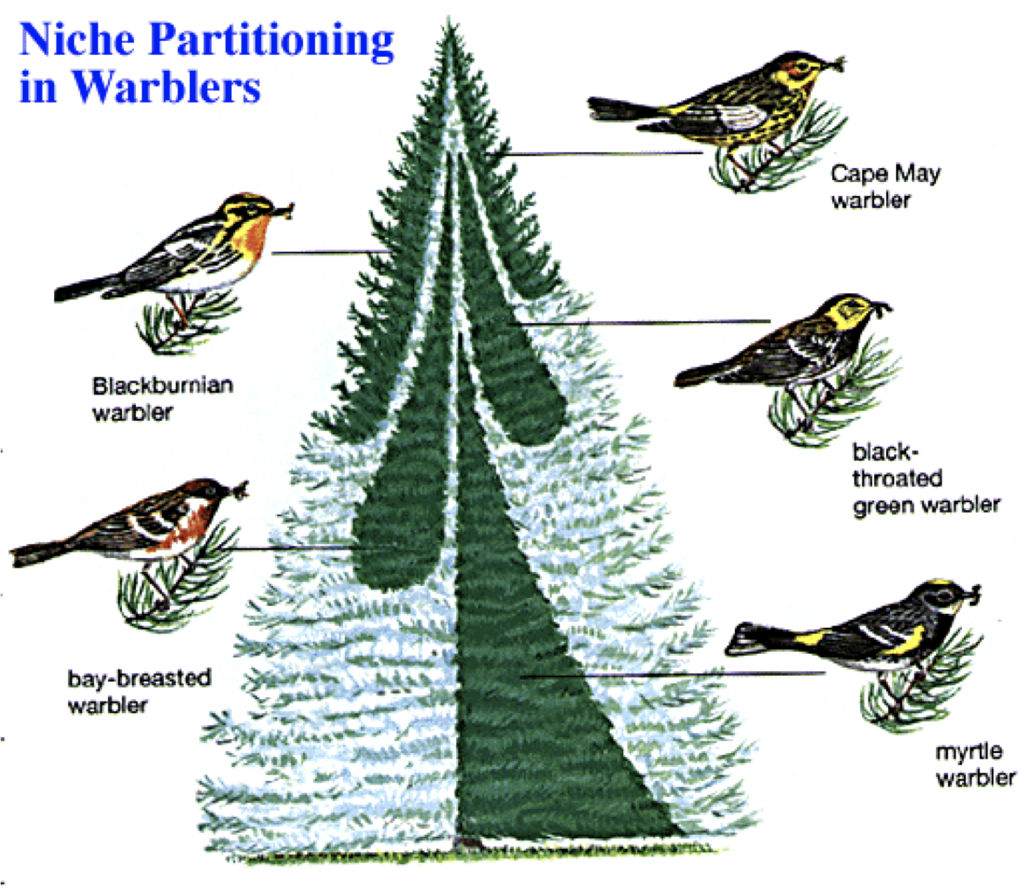 Niche Partitioning
in Warblers
Cape May
warbler
Blackburnian
warbler
black-
throated
green warbler
bay-breasted
warbler
myrtle
warbler